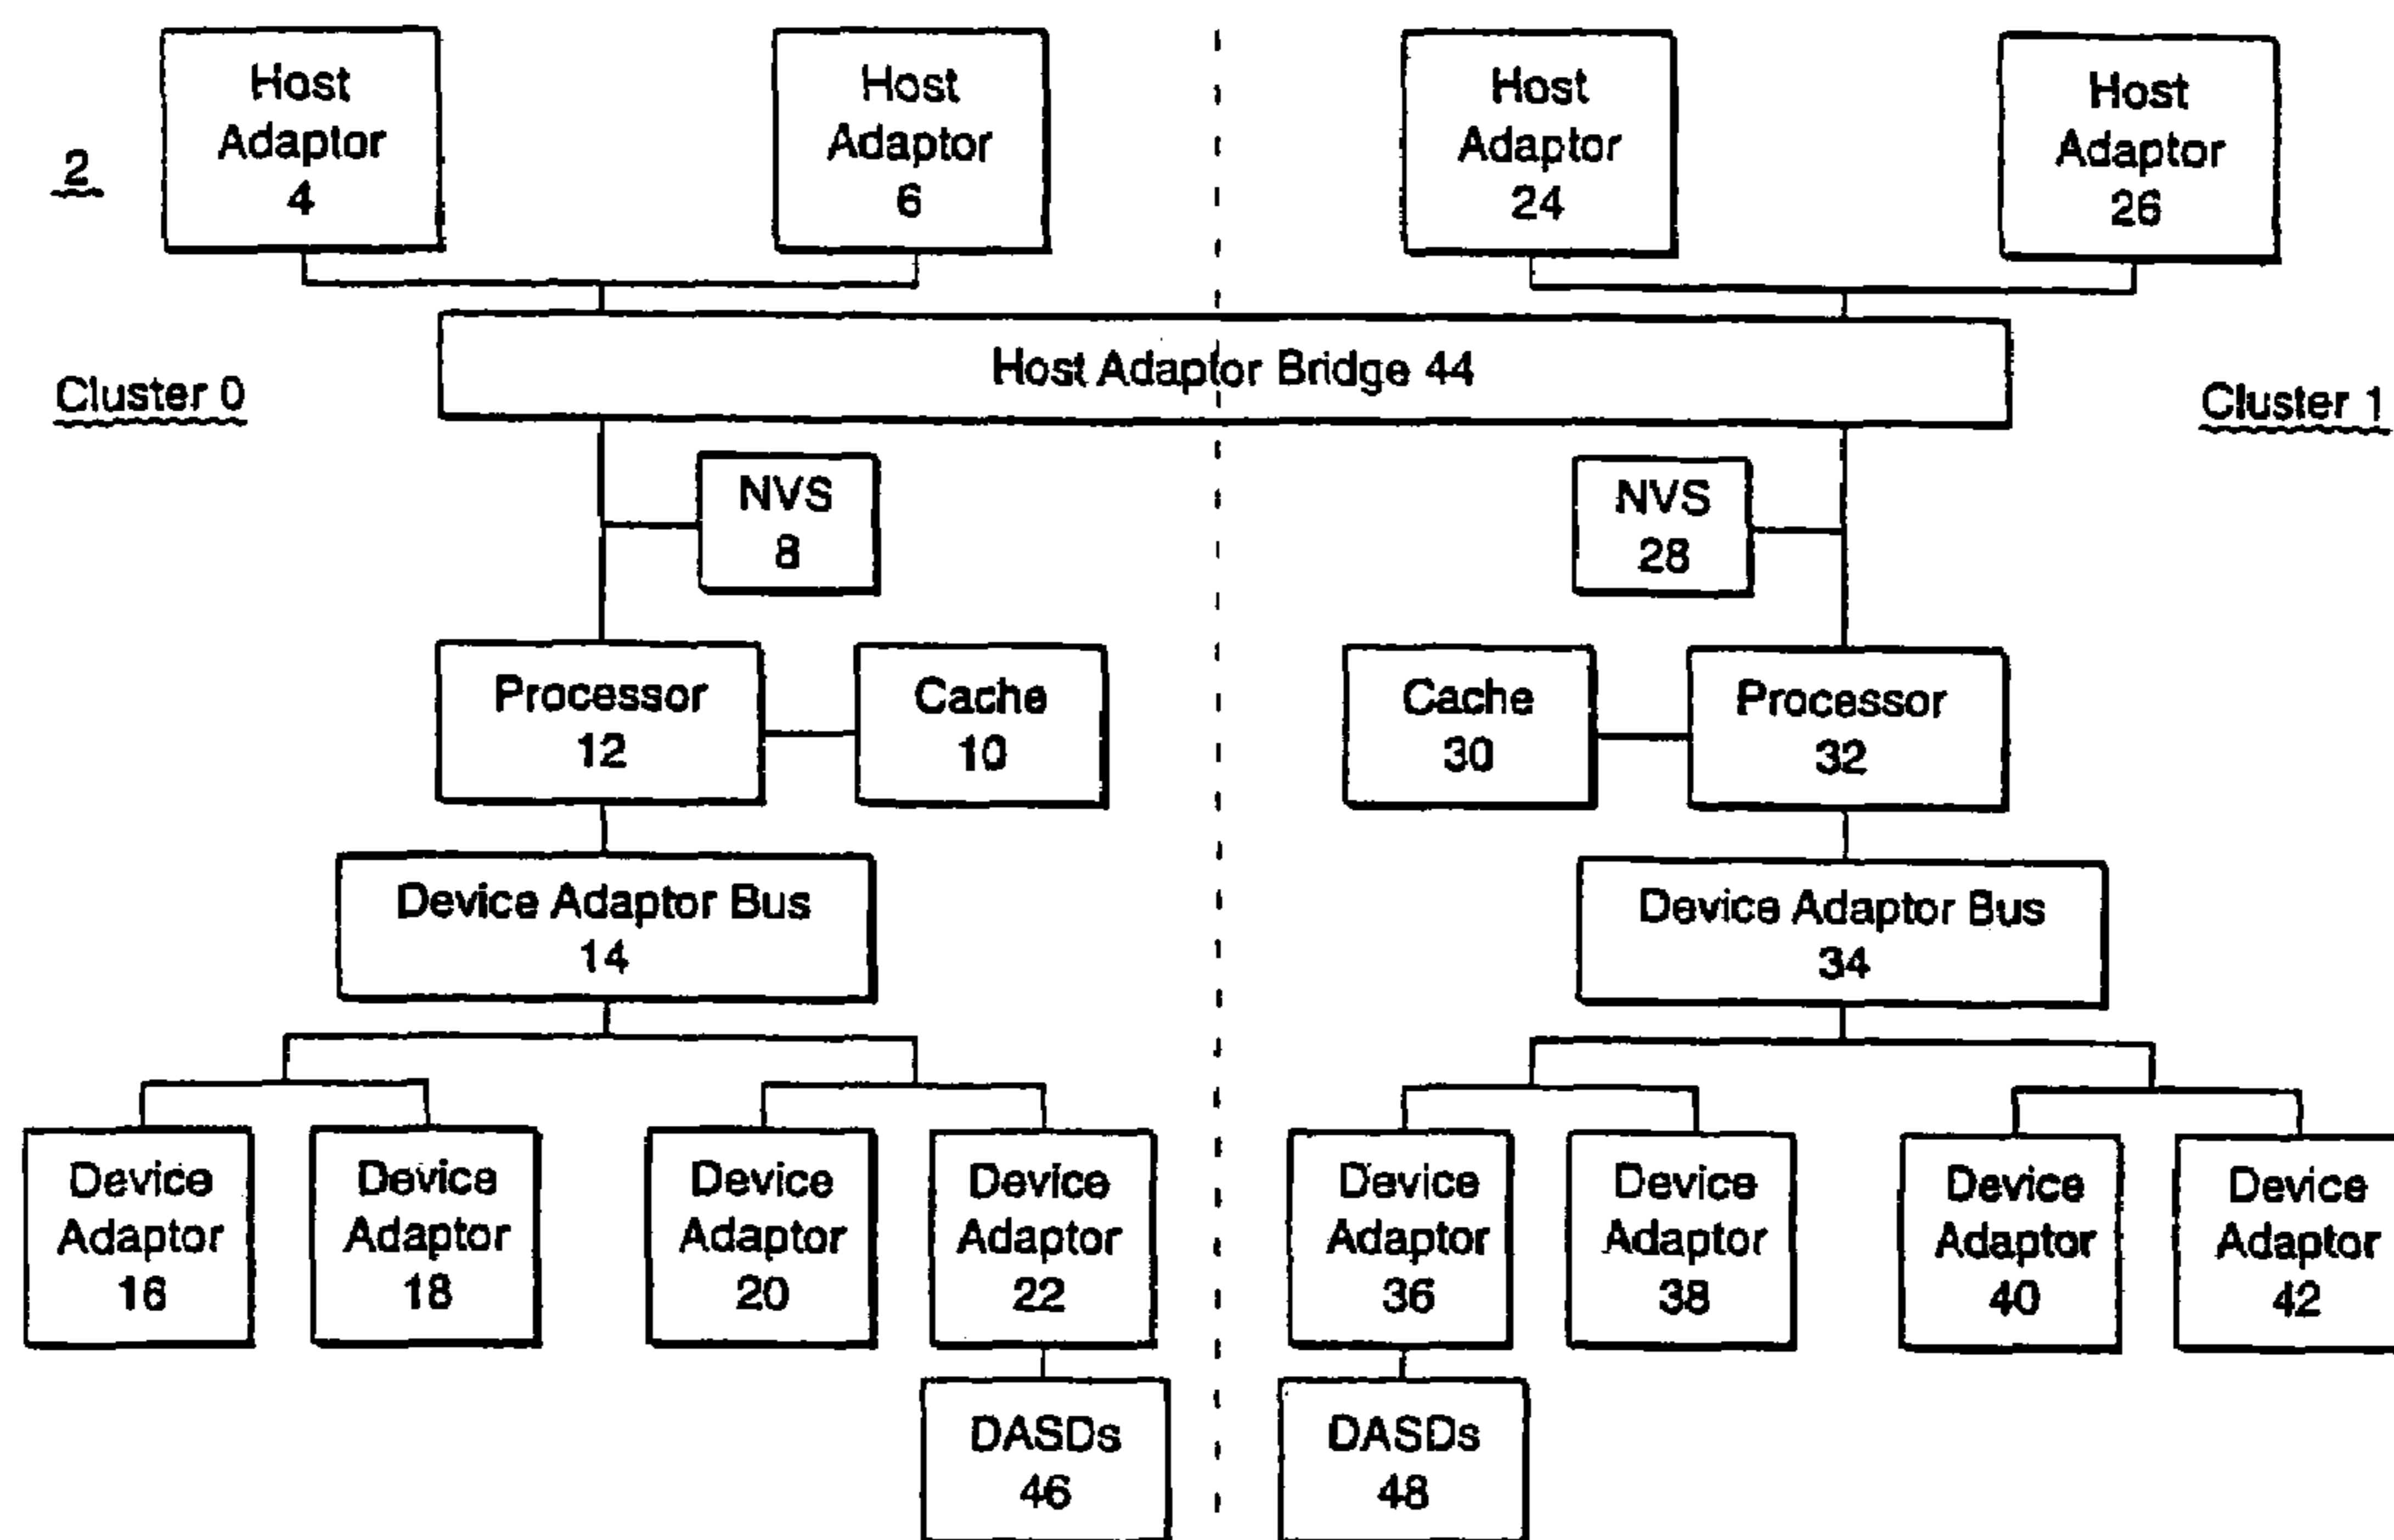 Host
Adaptor
4
Host
Adaptor
6
Host
Adaptor
24
Host
Adaptor
26
2
Host Adaptor Bridge 44
Cluster 0
Cluster 1
NVS
8
NVS
28
Processor
12
Cache
10
Cache
30
Processor
32
Device Adaptor Bus
14
Device Adaptor Bus
34
Device
Adaptor
16
Device
Adaptor
18
Device
Adaptor
20
Device
Adaptor
22
Device
Adaptor
36
Device
Adaptor
38
Device
Adaptor
40
Device
Adaptor
42
DASDs
46
DASDs
48